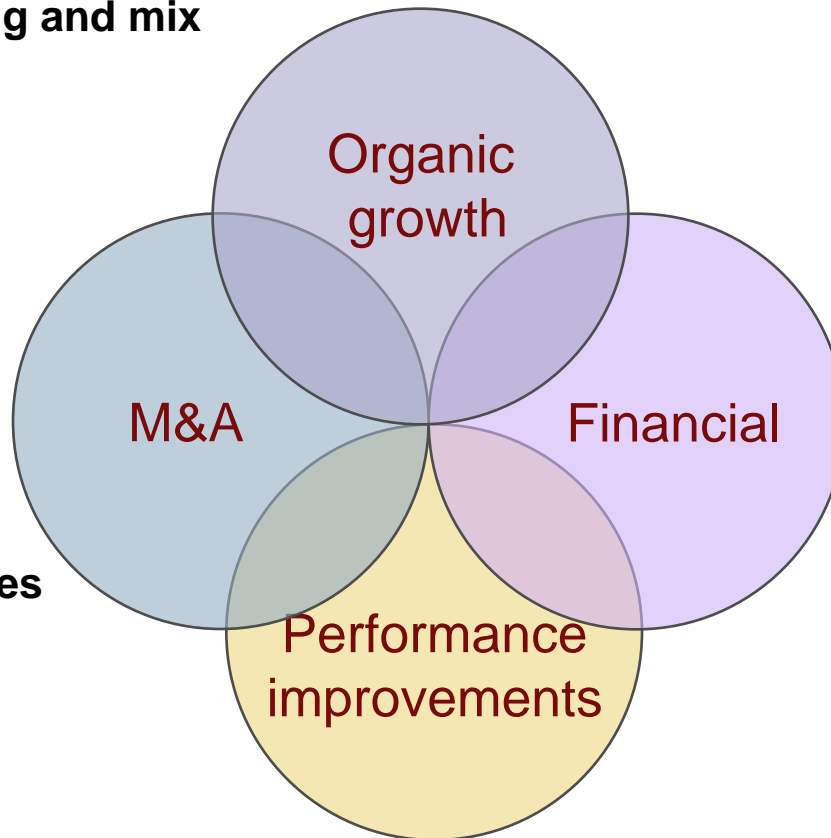 g and mix
Organic
growth
M&A
Financial
es
Performance
improvements